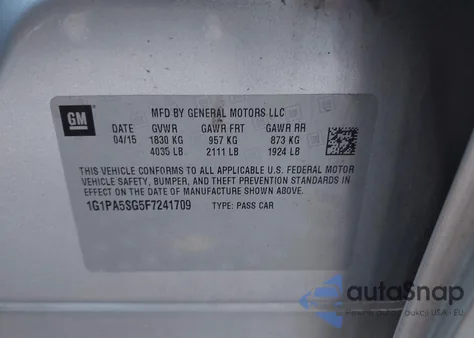 GM
MFD BY GENERAL MOTORS LLC
DATE GVWR GAWR FRT GAWR RR
04/15 1830 KG 957 KG 873 KG
4035 LB 2111 LB 1924 LB
THIS VEHICLE CONFORMS TO ALL APPLICABLE U.S. FEDERAL MOTOR
VEHICLE SAFETY, BUMPER, AND THEFT PREVENTION STANDARDS IN
EFFECT ON THE DATE OF MANUFACTURE SHOWN ABOVE.
1G1PA5SG5F7241709 TYPE: PASS CAR
autoSnap